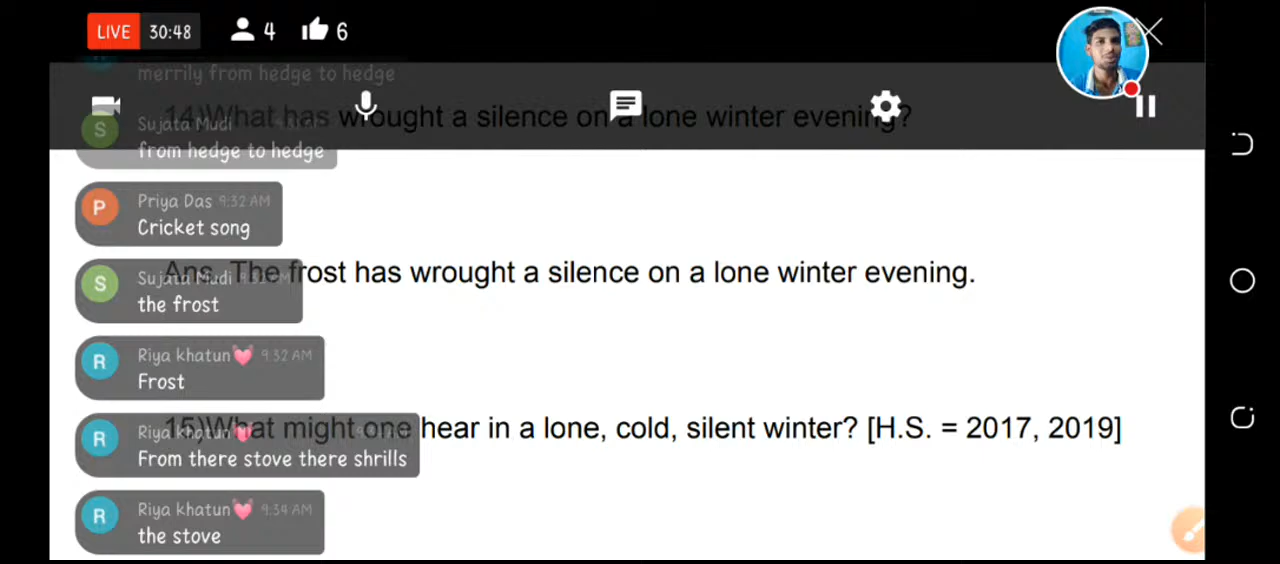 LIVE 30:48 4 6
merrily from hedge to hedge
14)What has wrought a silence on a lone winter evening?
S Sujata Mudi
from hedge to hedge
P Priya Das 9:32 AM
Cricket song
Ans. The frost has wrought a silence on a lone winter evening.
S Sujata Mudi
the frost
R Riya khatun💓 9:32 AM
Frost
15)What might one hear in a lone, cold, silent winter? [H.S. = 2017, 2019]
R Riya khatun💓
From there stove there shrills
R Riya khatun💓 9:34 AM
the stove